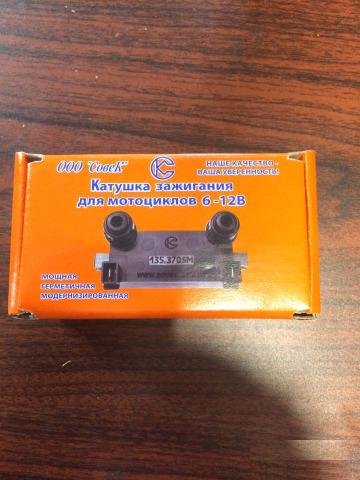 ООО "СовеК"
НАШЕ КАЧЕСТВО -
ВАША УВЕРЕННОСТЬ!
Катушка зажигания
для мотоциклов 6-12В
135.3705М
МОЩНАЯ
ГЕРМЕТИЧНАЯ
МОДЕРНИЗИРОВАННАЯ